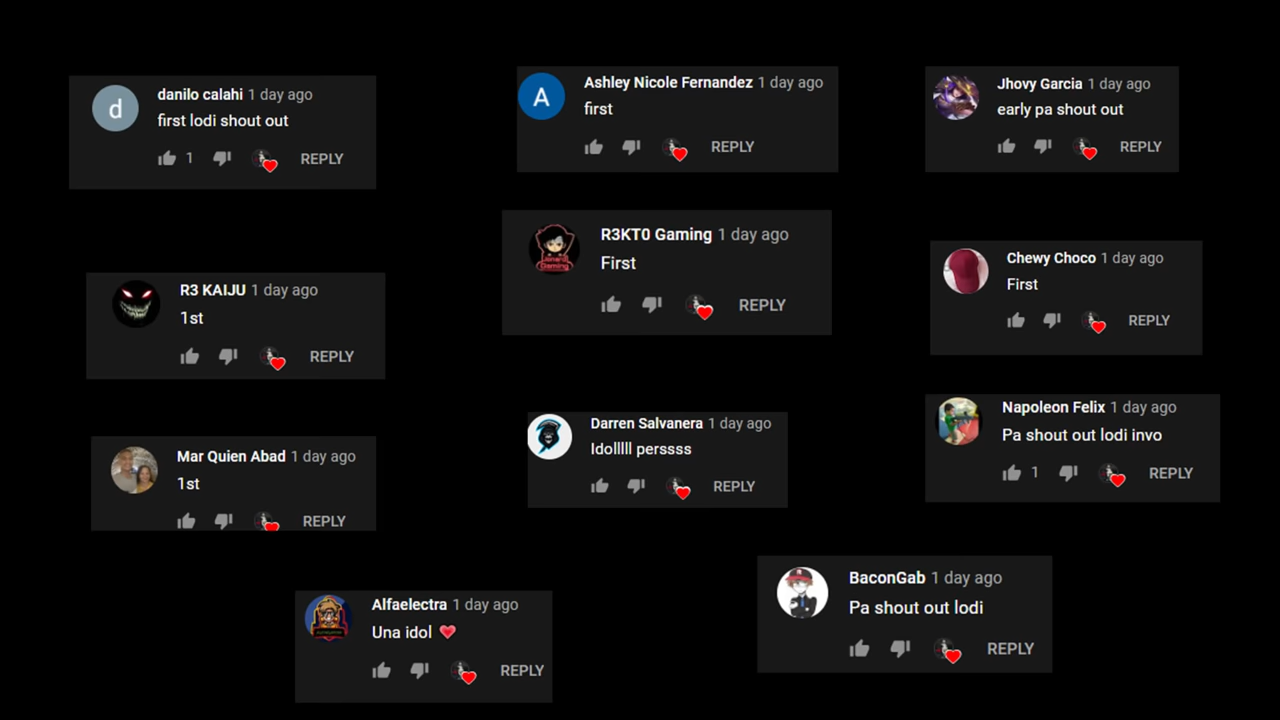 d
danilo calahi 1 day ago
first lodi shout out
1 REPLY
A
Ashley Nicole Fernandez 1 day ago
first
REPLY
Jhovy Garcia 1 day ago
early pa shout out
REPLY
R3 KAIJU 1 day ago
1st
REPLY
R3KT0 Gaming 1 day ago
First
REPLY
Chewy Choco 1 day ago
First
REPLY
Mar Quien Abad 1 day ago
1st
REPLY
Darren Salvanera 1 day ago
Idolllll perssss
REPLY
Napoleon Felix 1 day ago
Pa shout out lodi invo
1 REPLY
Alfaelectra 1 day ago
Una idol ❤️
REPLY
BaconGab 1 day ago
Pa shout out lodi
REPLY